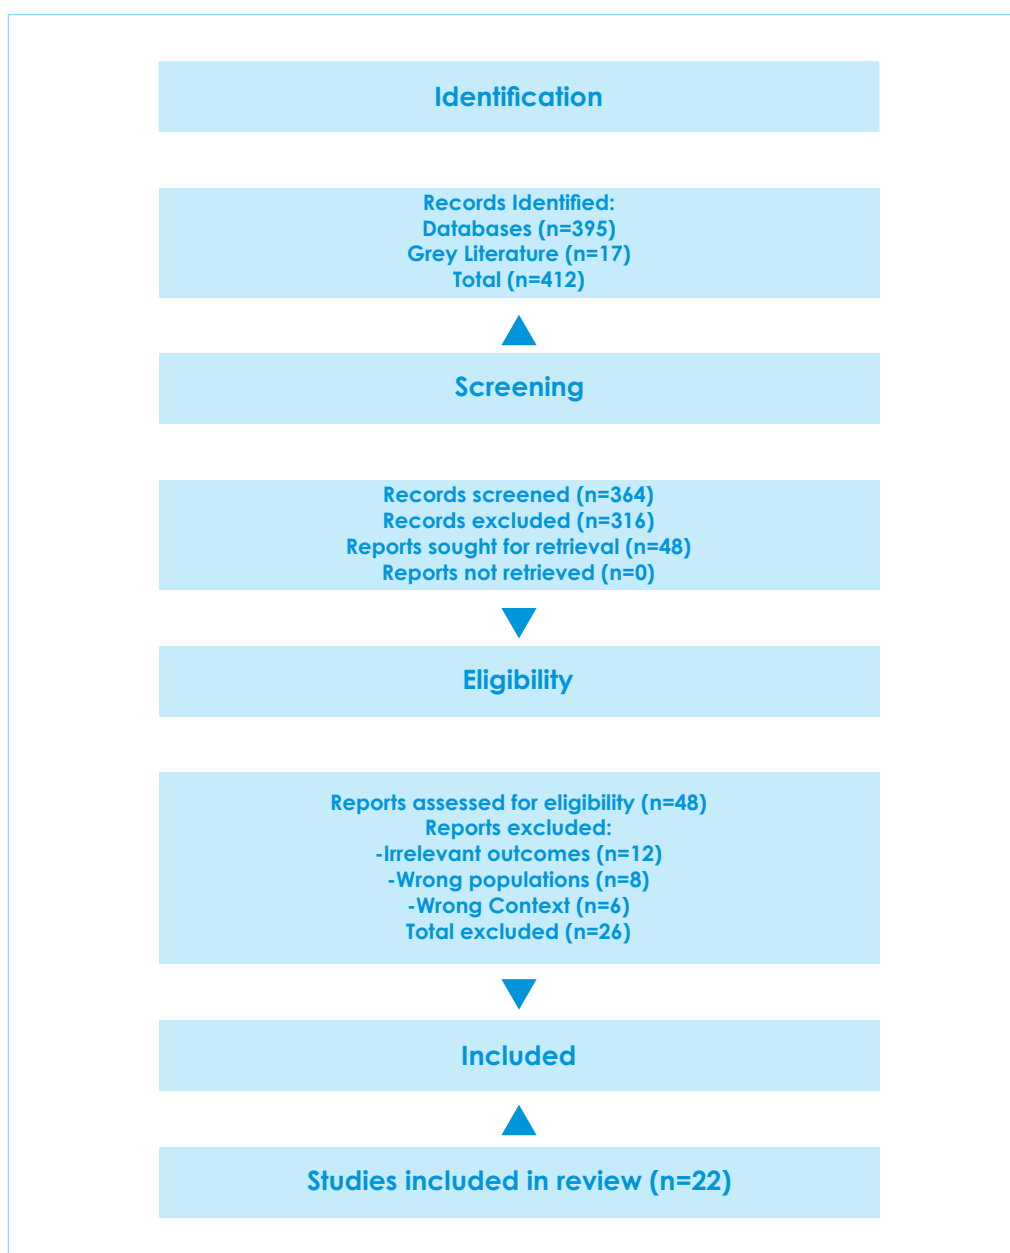 Identification
Records Identified:
Databases (n=395)
Grey Literature (n=17)
Total (n=412)
Screening
Records screened (n=364)
Records excluded (n=316)
Reports sought for retrieval (n=48)
Reports not retrieved (n=0)
Eligibility
Reports assessed for eligibility (n=48)
Reports excluded:
-Irrelevant outcomes (n=12)
-Wrong populations (n=8)
-Wrong Context (n=6)
Total excluded (n=26)
Included
Studies included in review (n=22)